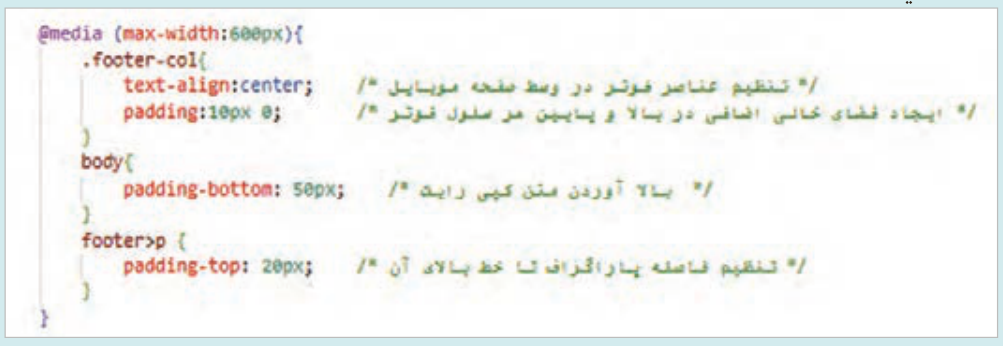 @media (max-width:600px){
.footer-col{
text-align:center; /* تنظیم عناصر فوتر در وسط صفحه موبایل */
padding:10px 0; /* ایجاد فضای خالی اضافی در بالا و پایین هر سلول فوتر */
}
body{
padding-bottom: 50px; /* بالا آوردن متن کپی رایت */
}
footer>p {
padding-top: 20px; /* تنظیم فاصله پاراگراف تا خط بالای آن */
}
}